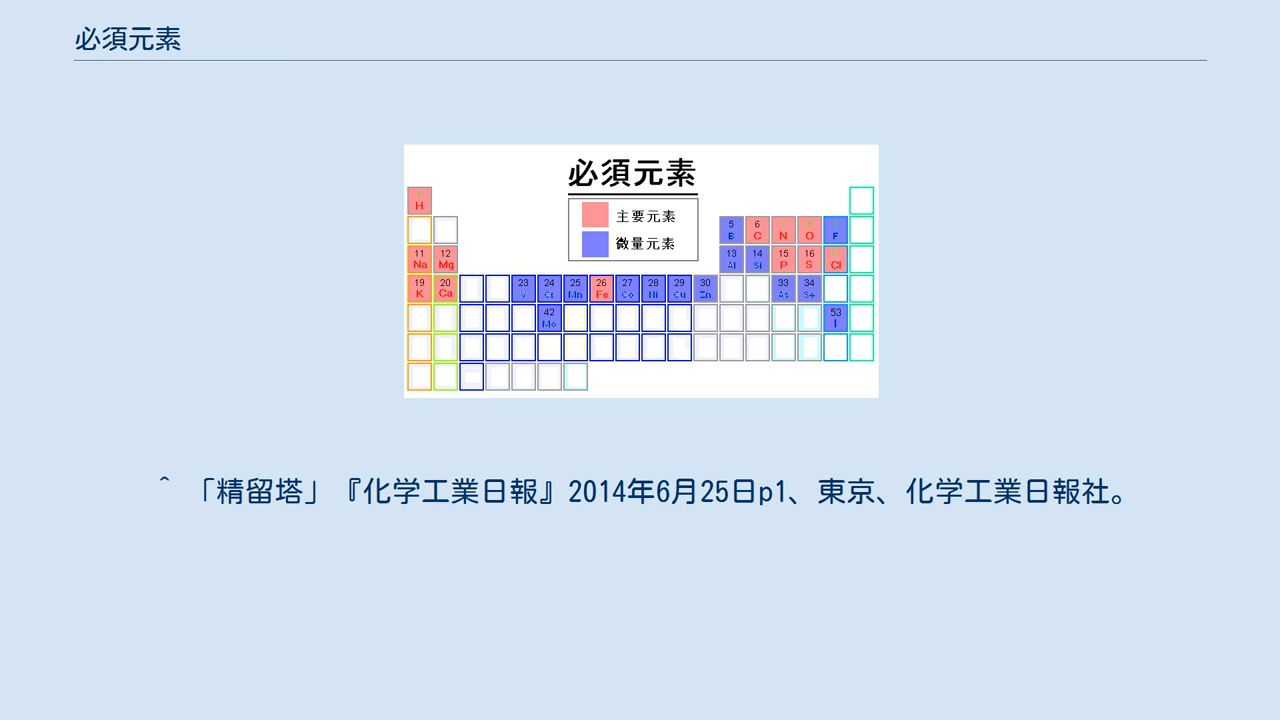 必須元素
必須元素
主要元素
微量元素
H
5 6
B C N O F
11 12 13 14 15 16
Na Mg Al Si P S Cl
19 20 23 24 25 26 27 28 29 30 33 34
K Ca V Cr Mn Fe Co Ni Cu Zn As Se
42 53
Mo I
^ 「精留塔」『化学工業日報』2014年6月25日p1、東京、化学工業日報社。